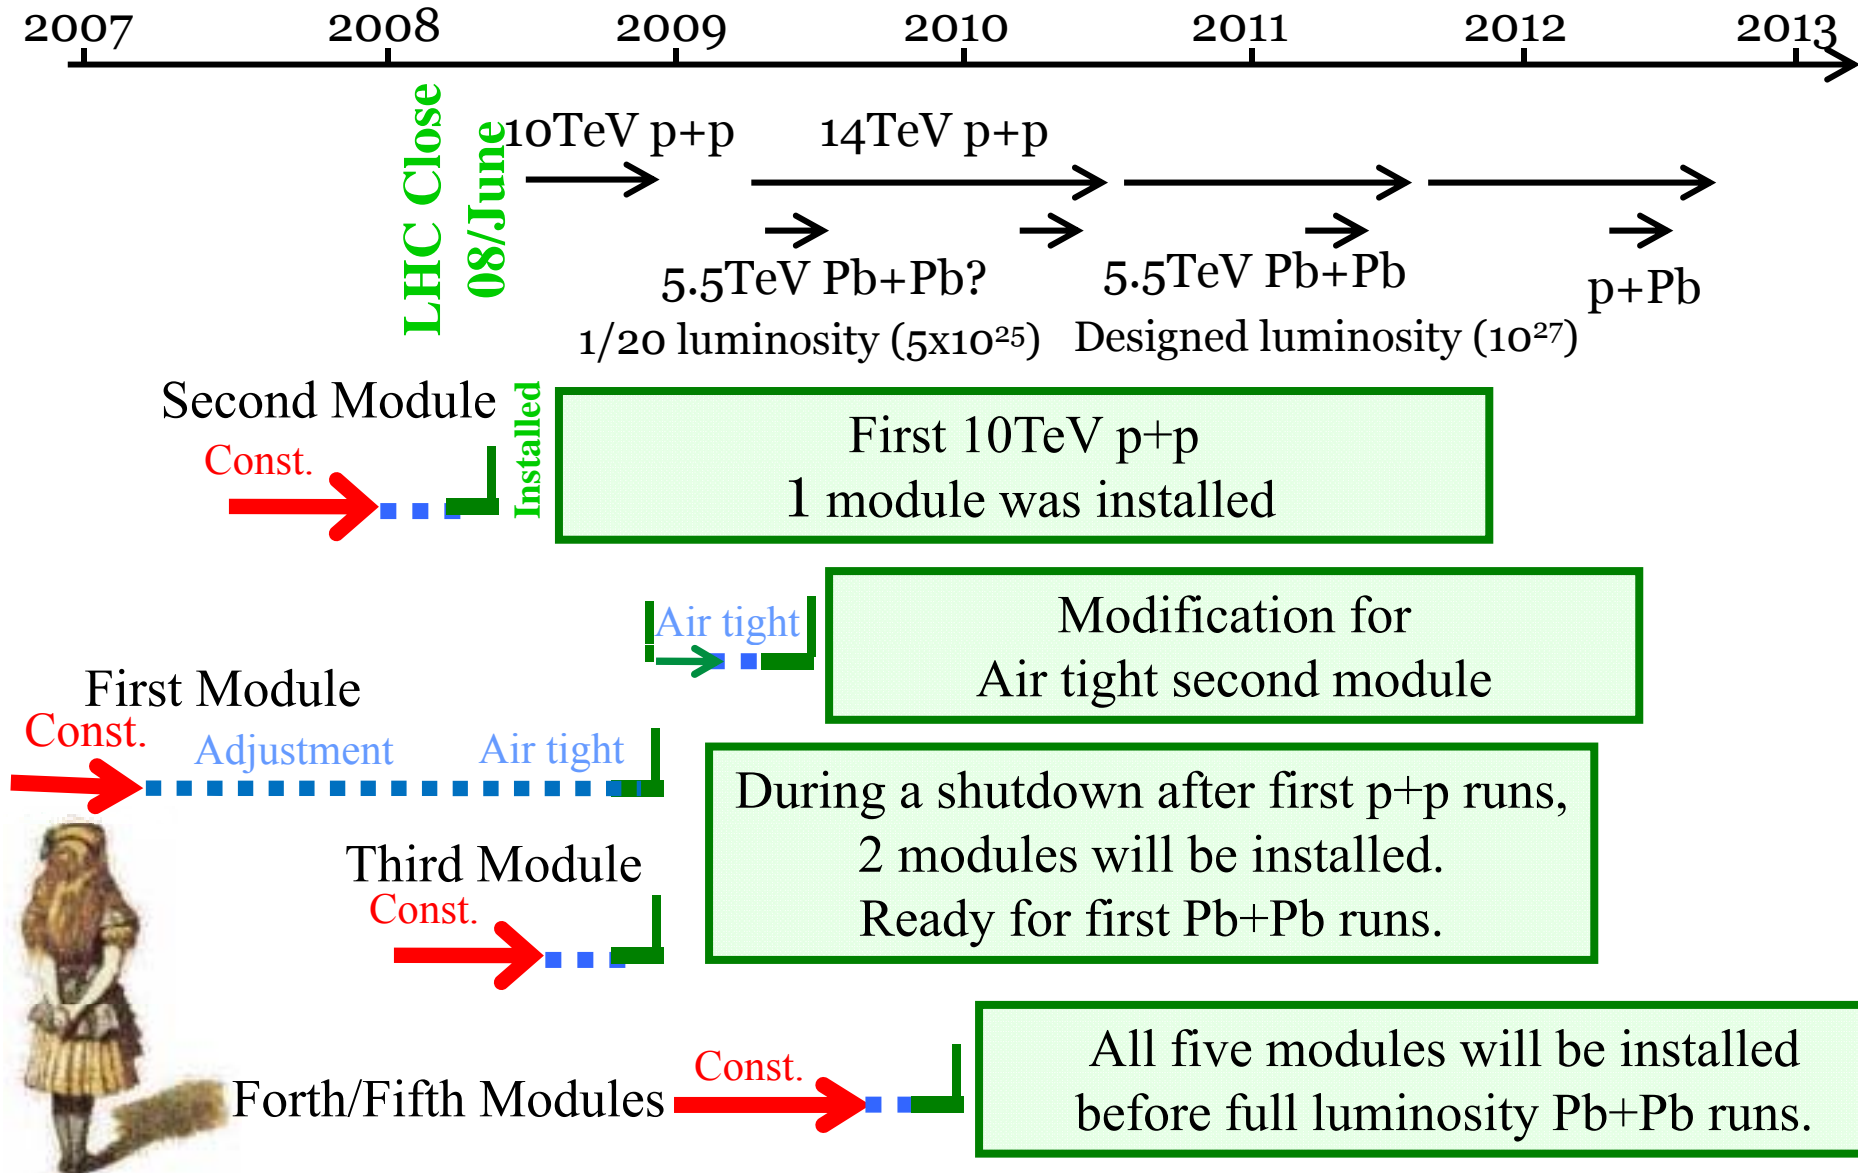 2007 2008 2009 2010 2011 2012 2013
LHC Close
08/June
10TeV p+p
14TeV p+p
5.5TeV Pb+Pb?
1/20 luminosity (5x10²⁵)
5.5TeV Pb+Pb
Designed luminosity (10²⁷)
p+Pb
Second Module
Const.
Installed
First 10TeV p+p
1 module was installed
Air tight
Modification for
Air tight second module
First Module
Const.
Adjustment
Air tight
During a shutdown after first p+p runs,
2 modules will be installed.
Ready for first Pb+Pb runs.
Third Module
Const.
Forth/Fifth Modules
Const.
All five modules will be installed
before full luminosity Pb+Pb runs.